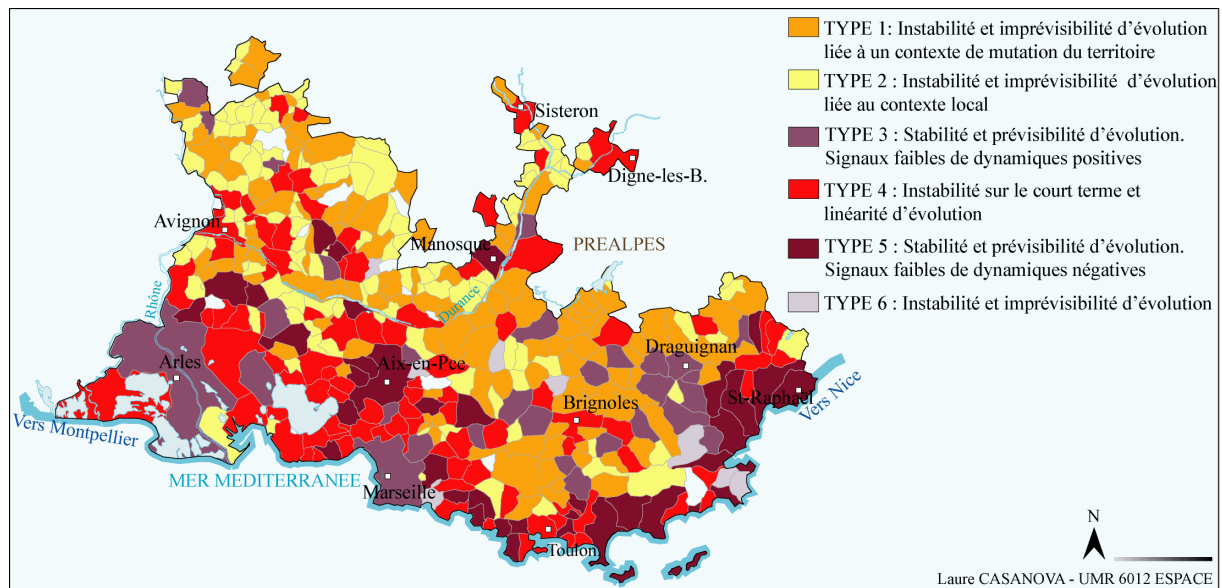 TYPE 1: Instabilité et imprévisibilité d'évolution
liée à un contexte de mutation du territoire
TYPE 2 : Instabilité et imprévisibilité d'évolution
liée au contexte local
TYPE 3 : Stabilité et prévisibilité d'évolution.
Signaux faibles de dynamiques positives
TYPE 4 : Instabilité sur le court terme et
linéarité d'évolution
TYPE 5 : Stabilité et prévisibilité d'évolution.
Signaux faibles de dynamiques négatives
TYPE 6 : Instabilité et imprévisibilité d'évolution
Sisteron
Digne-les-B.
Avignon
Manosque
PREALPES
Rhône
Durance
Draguignan
Arles
Aix-en-Pce
St-Raphaël
Brignoles
Vers Nice
Vers Montpellier
MER MEDITERRANEE
Marseille
Toulon
N
Laure CASANOVA - UMR 6012 ESPACE